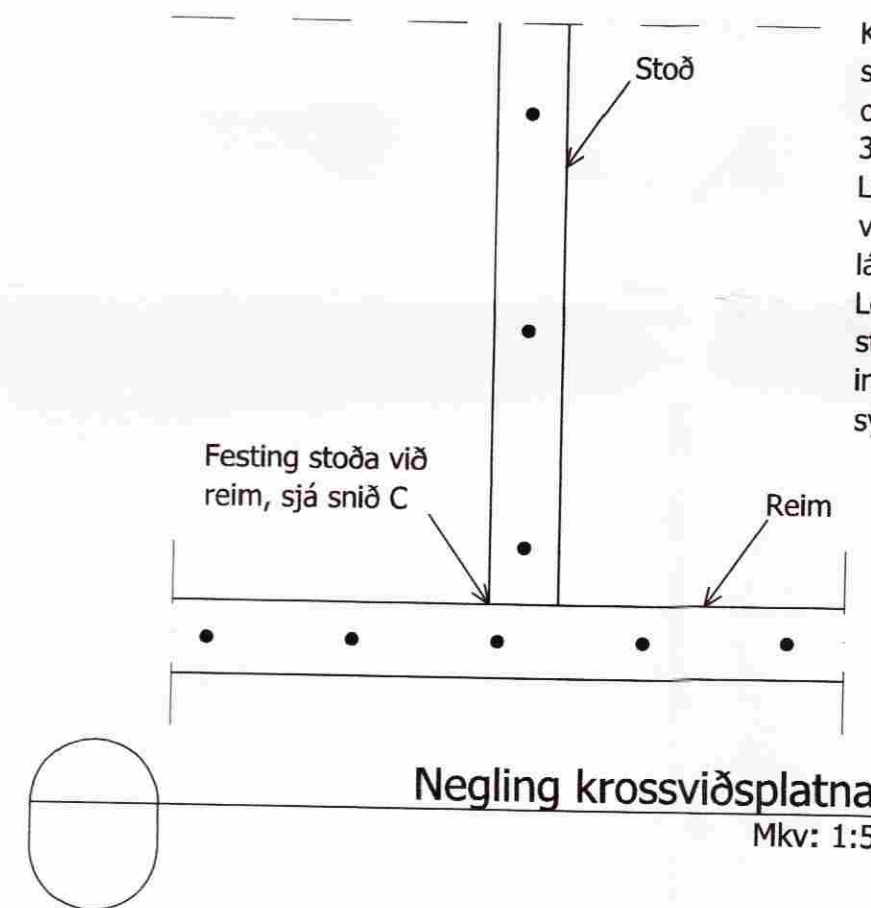 Stoð
Festing stoða við
reim, sjá snið C
Reim
Negling krossviðsplatna
Mkv: 1:5